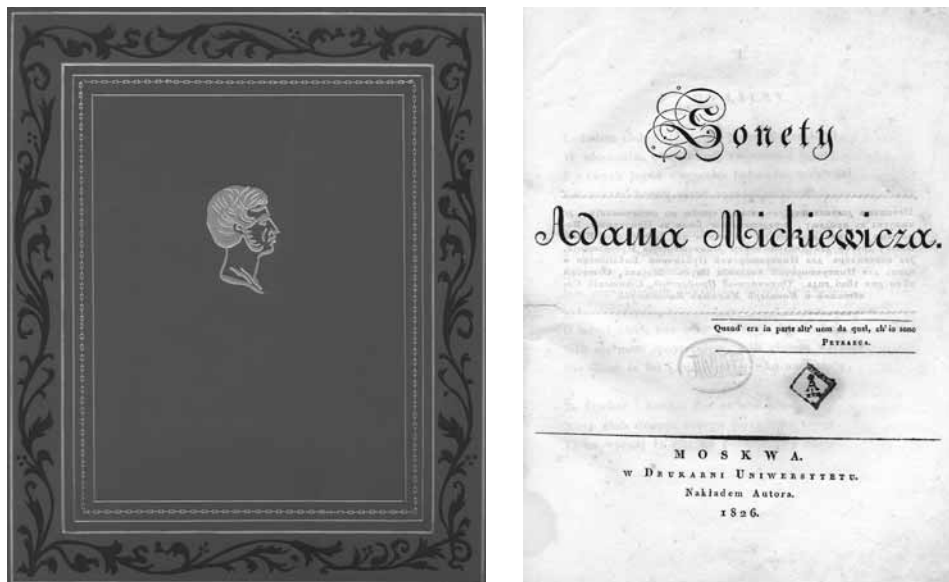 Sonety
Adama Mickiewicza.
Quand' era in parte altr' uom da quel, ch' io sono
PETRARCA.
MOSKWA.
W DRUKARNI UNIWERSYTETU.
Nakładem Autora.
1826.